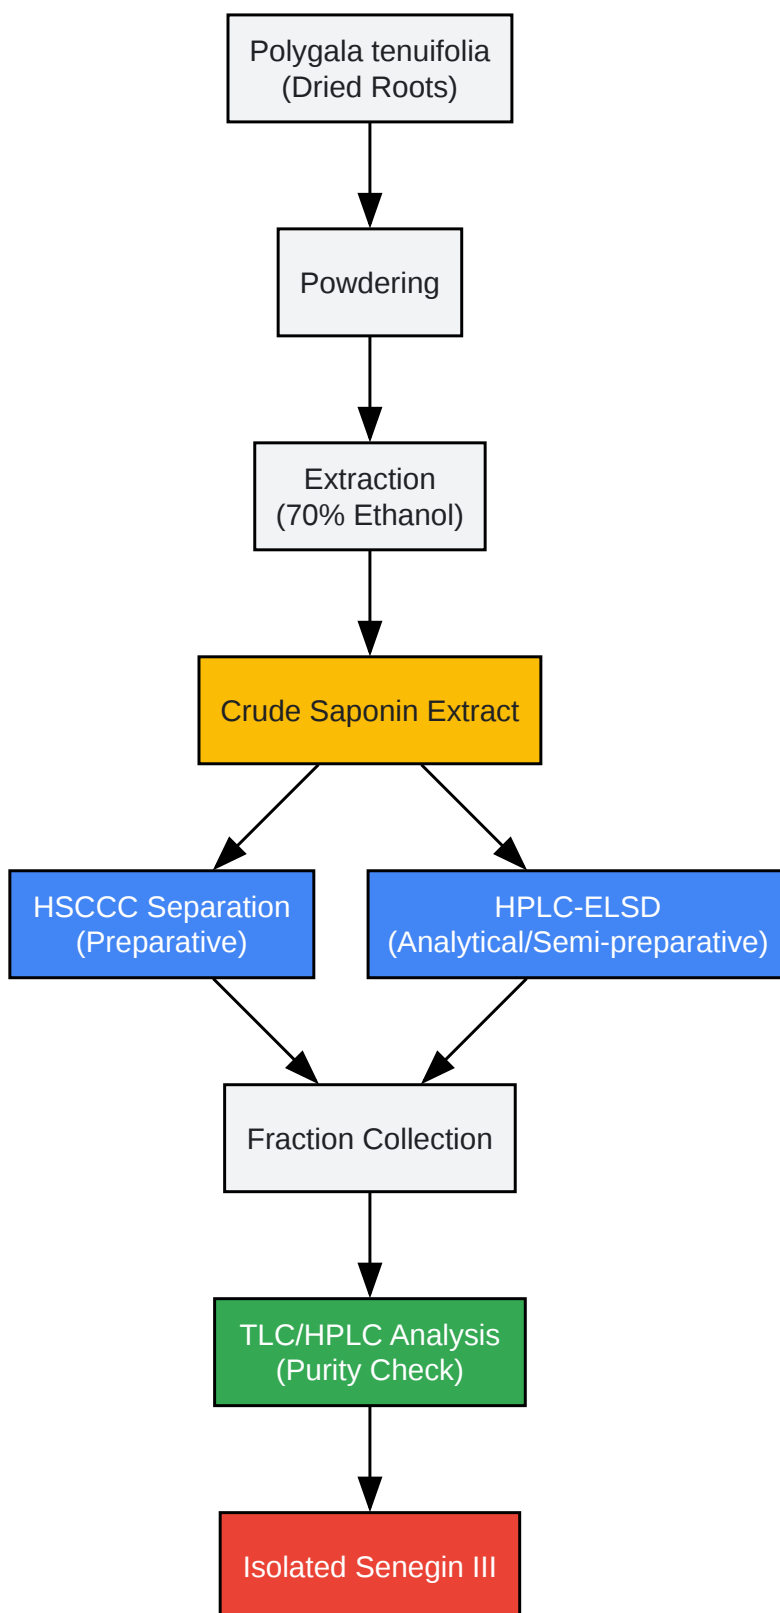 Polygala tenuifolia
(Dried Roots)
Powdering
Extraction
(70% Ethanol)
Crude Saponin Extract
HSCCC Separation
(Preparative)
HPLC-ELSD
(Analytical/Semi-preparative)
Fraction Collection
TLC/HPLC Analysis
(Purity Check)
Isolated Senegin III